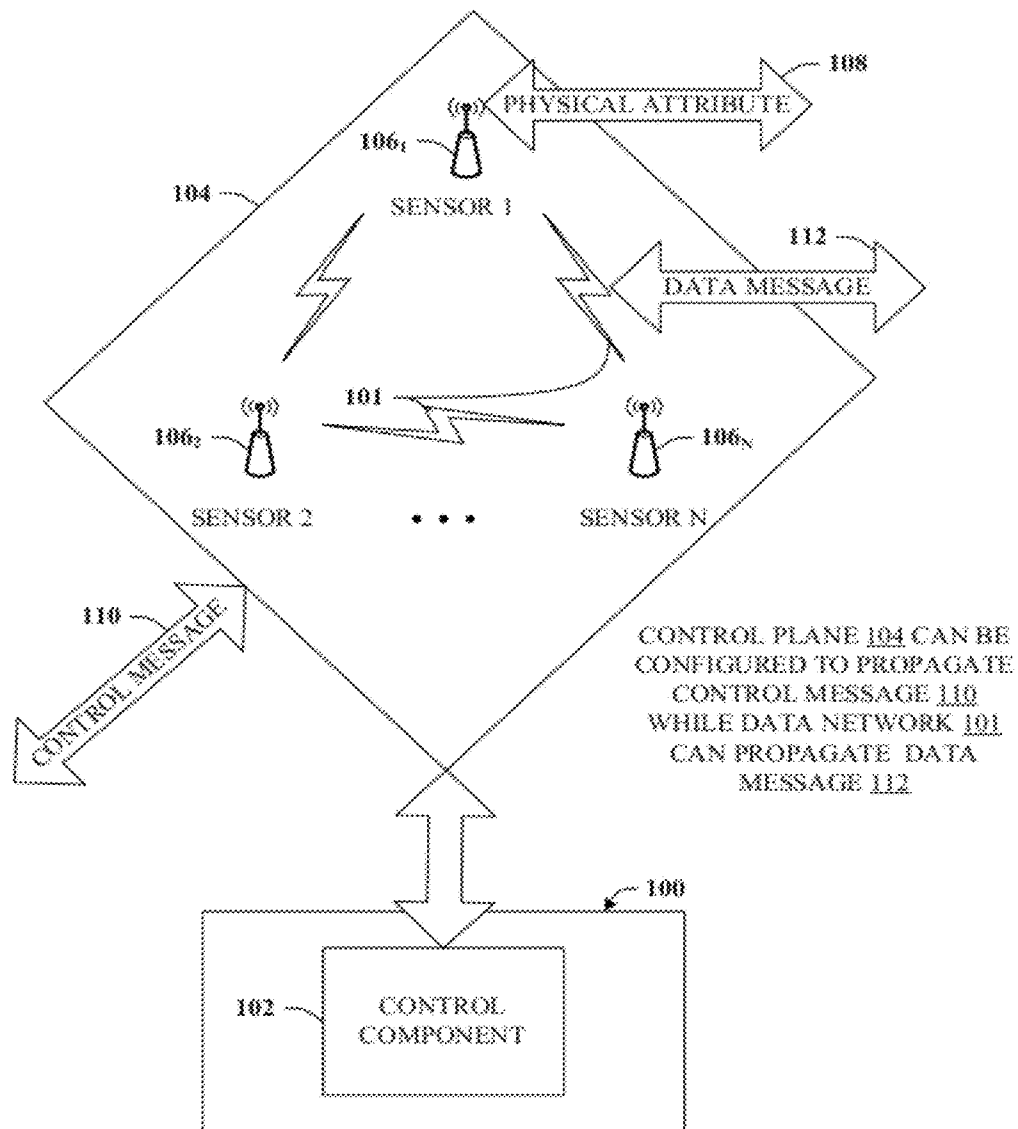 108
PHYSICAL ATTRIBUTE
106₁
104
SENSOR 1
112
DATA MESSAGE
101
106₂
106N
SENSOR 2
• • •
SENSOR N
110
CONTROL MESSAGE
CONTROL PLANE 104 CAN BE
CONFIGURED TO PROPAGATE
CONTROL MESSAGE 110
WHILE DATA NETWORK 101
CAN PROPAGATE DATA
MESSAGE 112
100
102
CONTROL
COMPONENT